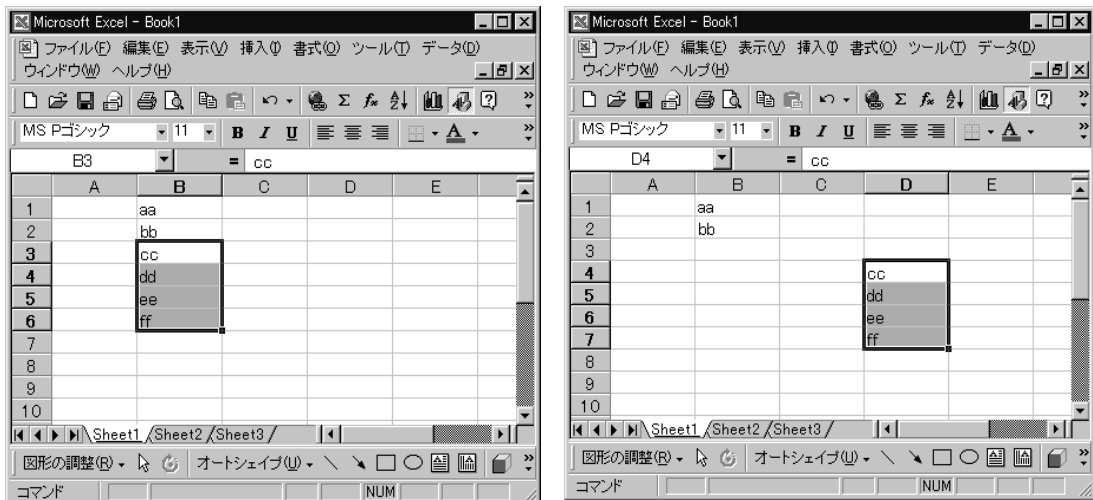 Microsoft Excel - Book1
ファイル(F) 編集(E) 表示(V) 挿入(I) 書式(O) ツール(T) データ(D)
ウィンドウ(W) ヘルプ(H)
MS Pゴシック 11 B I U
B3 = cc
A B C D E
1 aa
2 bb
3 cc
4 dd
5 ee
6 ff
7
8
9
10
Sheet1 Sheet2 Sheet3
図形の調整(R) オートシェイプ(U)
コマンド NUM
Microsoft Excel - Book1
ファイル(F) 編集(E) 表示(V) 挿入(I) 書式(O) ツール(T) データ(D)
ウィンドウ(W) ヘルプ(H)
MS Pゴシック 11 B I U
D4 = cc
A B C D E
1 aa
2 bb
3
4 cc
5 dd
6 ee
7 ff
8
9
10
Sheet1 Sheet2 Sheet3
図形の調整(R) オートシェイプ(U)
コマンド NUM